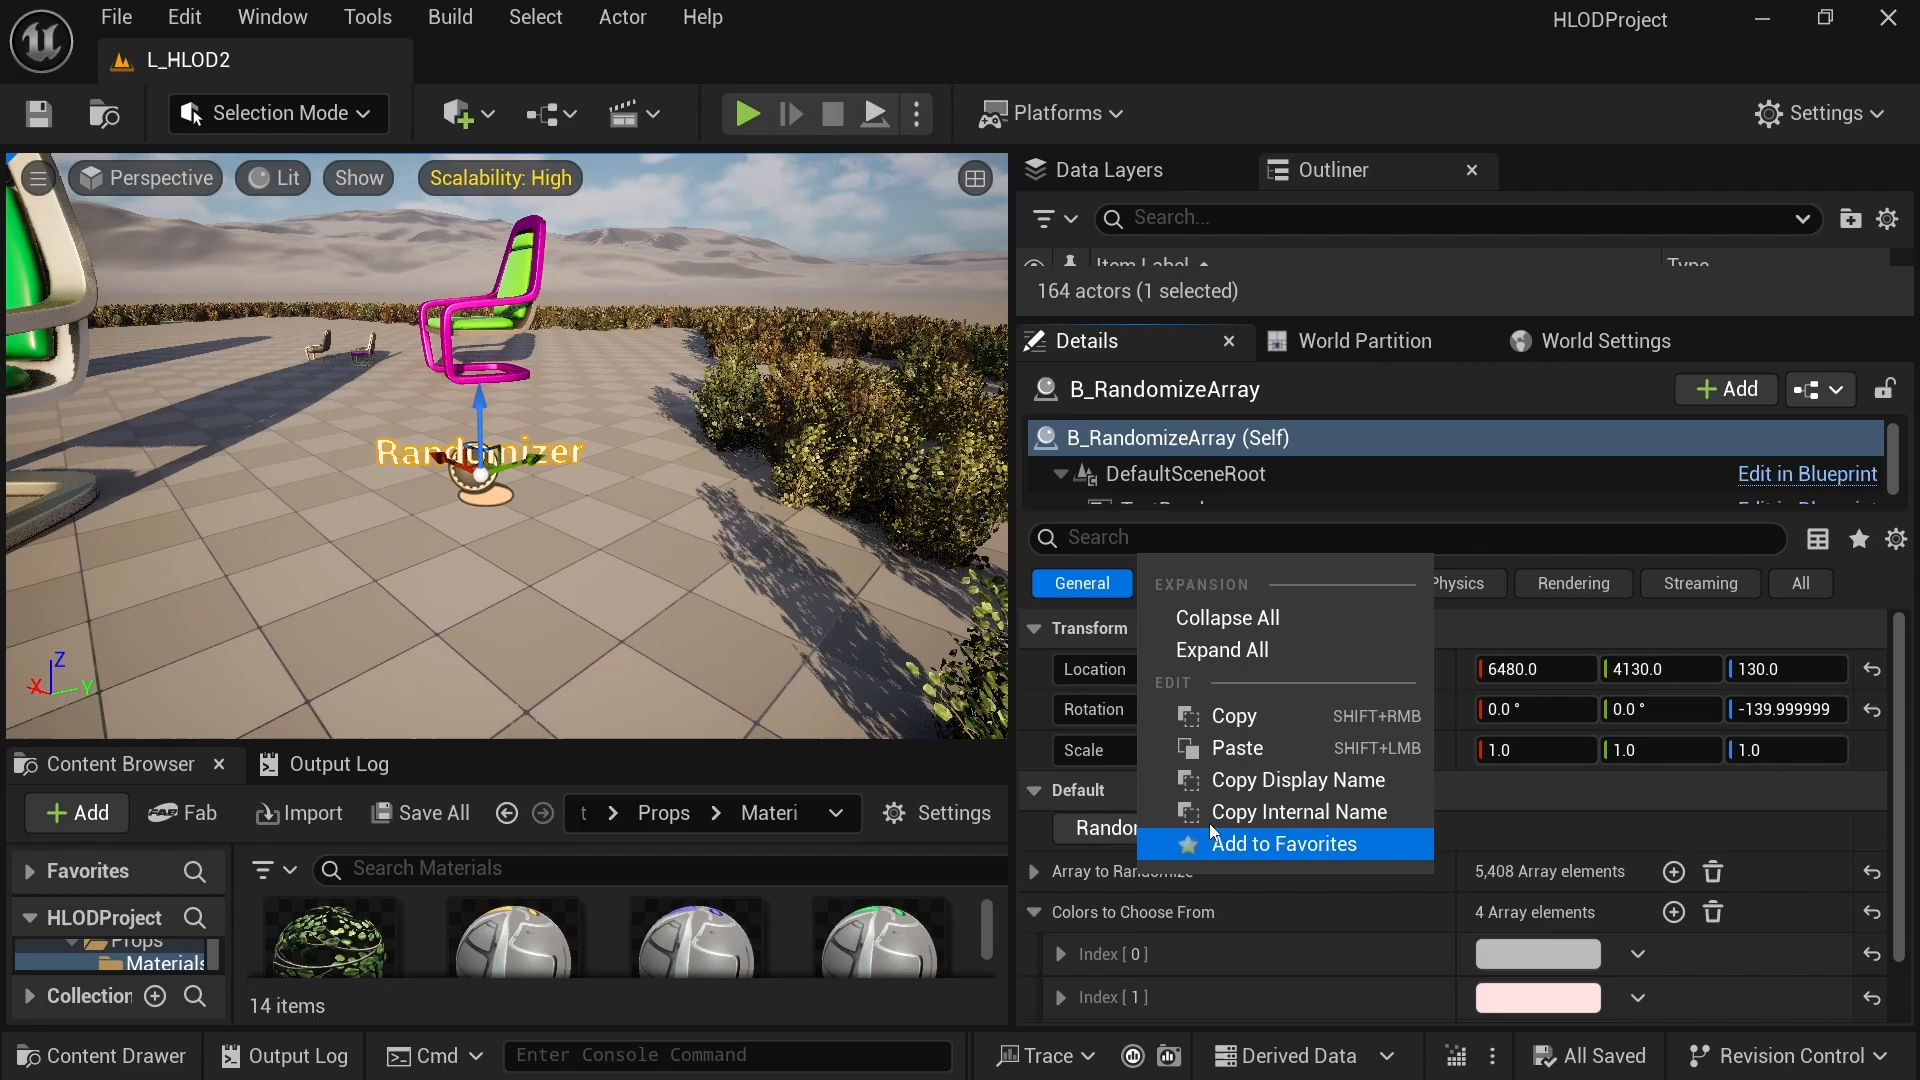 File Edit Window Tools Build Select Actor Help
HLODProject
L_HLOD2
Selection Mode
Platforms
Settings
Perspective
Lit
Show
Scalability: High
Data Layers
Outliner
Search...
Item Label
Type
164 actors (1 selected)
Details
World Partition
World Settings
B_RandomizeArray
Add
B_RandomizeArray (Self)
DefaultSceneRoot
Edit in Blueprint
Randomizer
Search
General
Physics
Rendering
Streaming
All
EXPANSION
Collapse All
Expand All
EDIT
Copy SHIFT+RMB
Paste SHIFT+LMB
Copy Display Name
Copy Internal Name
Add to Favorites
Transform
Location
6480.0 4130.0 130.0
Rotation
0.0 ° 0.0 ° -139.999999
Scale
1.0 1.0 1.0
Default
Array to Randomize
5,408 Array elements
Colors to Choose From
4 Array elements
Index [ 0 ]
Index [ 1 ]
X Y Z
Content Browser
Output Log
Add
Fab
Import
Save All
t > Props > Materi
Settings
Favorites
HLODProject
Props
Materials
Collection
Search Materials
14 items
Content Drawer
Output Log
Cmd
Enter Console Command
Trace
Derived Data
All Saved
Revision Control